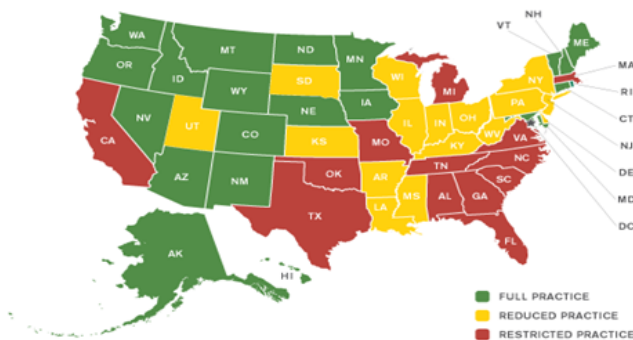 NH
VT
WA
MT
ND
MN
ME
OR
ID
WY
SD
WI
MI
NY
MA
RI
CT
NJ
DE
MD
DC
NV
UT
CO
NE
IA
IL
IN
OH
PA
CA
AZ
NM
KS
MO
KY
WV
VA
OK
AR
TN
NC
SC
TX
LA
MS
AL
GA
FL
AK
HI
FULL PRACTICE
REDUCED PRACTICE
RESTRICTED PRACTICE